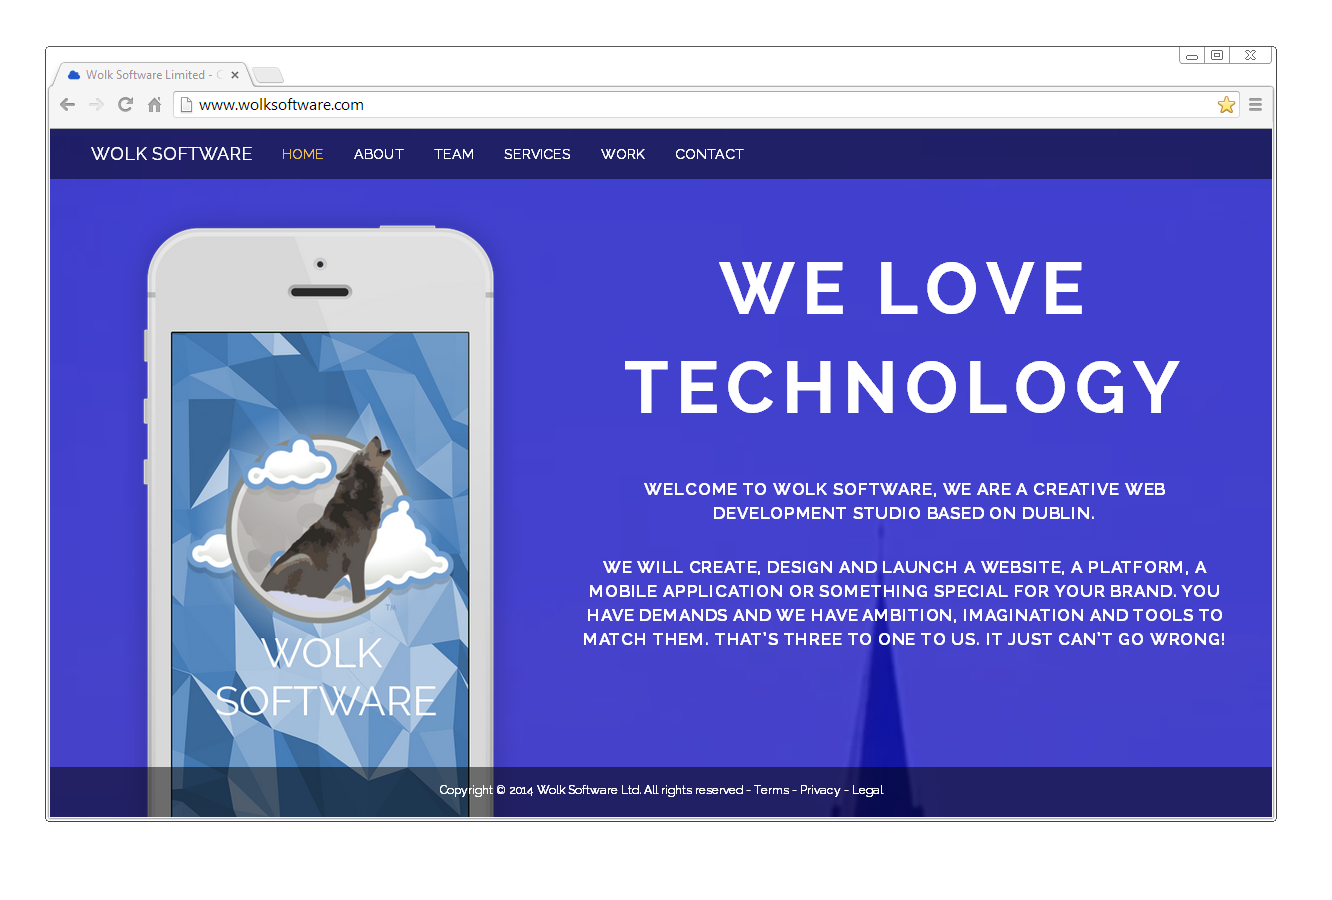 Wolk Software Limited -
www.wolksoftware.com
WOLK SOFTWARE HOME ABOUT TEAM SERVICES WORK CONTACT
WE LOVE
TECHNOLOGY
WELCOME TO WOLK SOFTWARE, WE ARE A CREATIVE WEB
DEVELOPMENT STUDIO BASED ON DUBLIN.
WE WILL CREATE, DESIGN AND LAUNCH A WEBSITE, A PLATFORM, A
MOBILE APPLICATION OR SOMETHING SPECIAL FOR YOUR BRAND. YOU
HAVE DEMANDS AND WE HAVE AMBITION, IMAGINATION AND TOOLS TO
MATCH THEM. THAT'S THREE TO ONE TO US. IT JUST CAN'T GO WRONG!
TM
WOLK
SOFTWARE
Copyright © 2014 Wolk Software Ltd. All rights reserved - Terms - Privacy - Legal